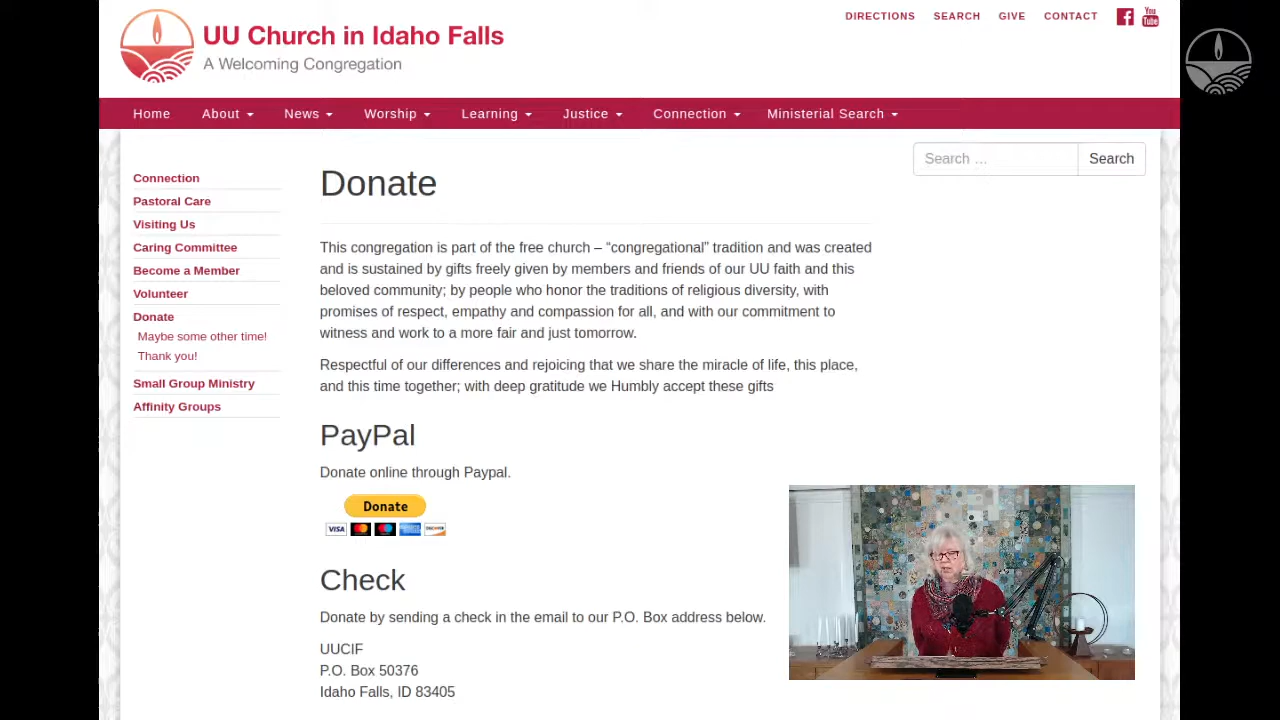 DIRECTIONS SEARCH GIVE CONTACT
You Tube
UU Church in Idaho Falls
A Welcoming Congregation
Home About News Worship Learning Justice Connection Ministerial Search
Search … Search
Connection
Pastoral Care
Visiting Us
Caring Committee
Become a Member
Volunteer
Donate
Maybe some other time!
Thank you!
Small Group Ministry
Affinity Groups
Donate
This congregation is part of the free church – “congregational” tradition and was created
and is sustained by gifts freely given by members and friends of our UU faith and this
beloved community; by people who honor the traditions of religious diversity, with
promises of respect, empathy and compassion for all, and with our commitment to
witness and work to a more fair and just tomorrow.
Respectful of our differences and rejoicing that we share the miracle of life, this place,
and this time together; with deep gratitude we Humbly accept these gifts
PayPal
Donate online through Paypal.
Donate
VISA
Check
Donate by sending a check in the email to our P.O. Box address below.
UUCIF
P.O. Box 50376
Idaho Falls, ID 83405